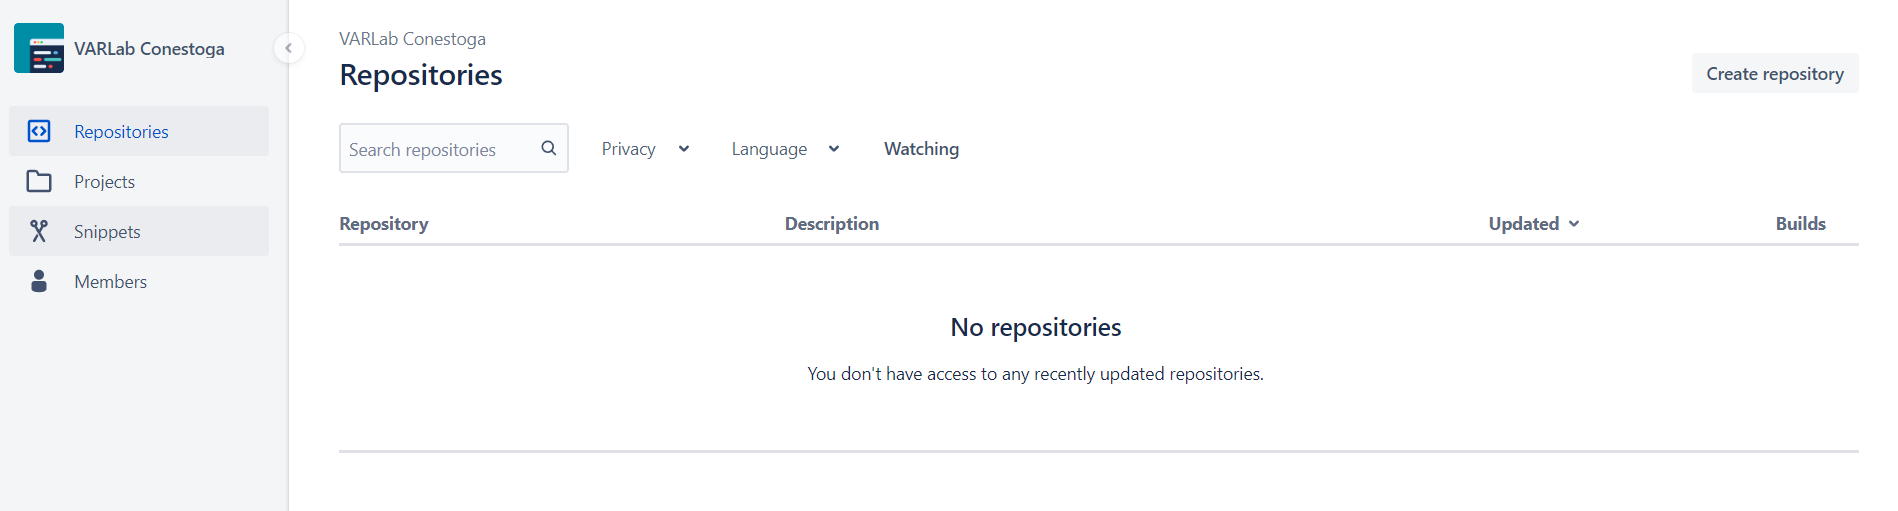 VARLab Conestoga
Repositories
Projects
Snippets
Members
VARLab Conestoga
Repositories
Create repository
Search repositories
Privacy
Language
Watching
Repository
Description
Updated
Builds
No repositories
You don't have access to any recently updated repositories.